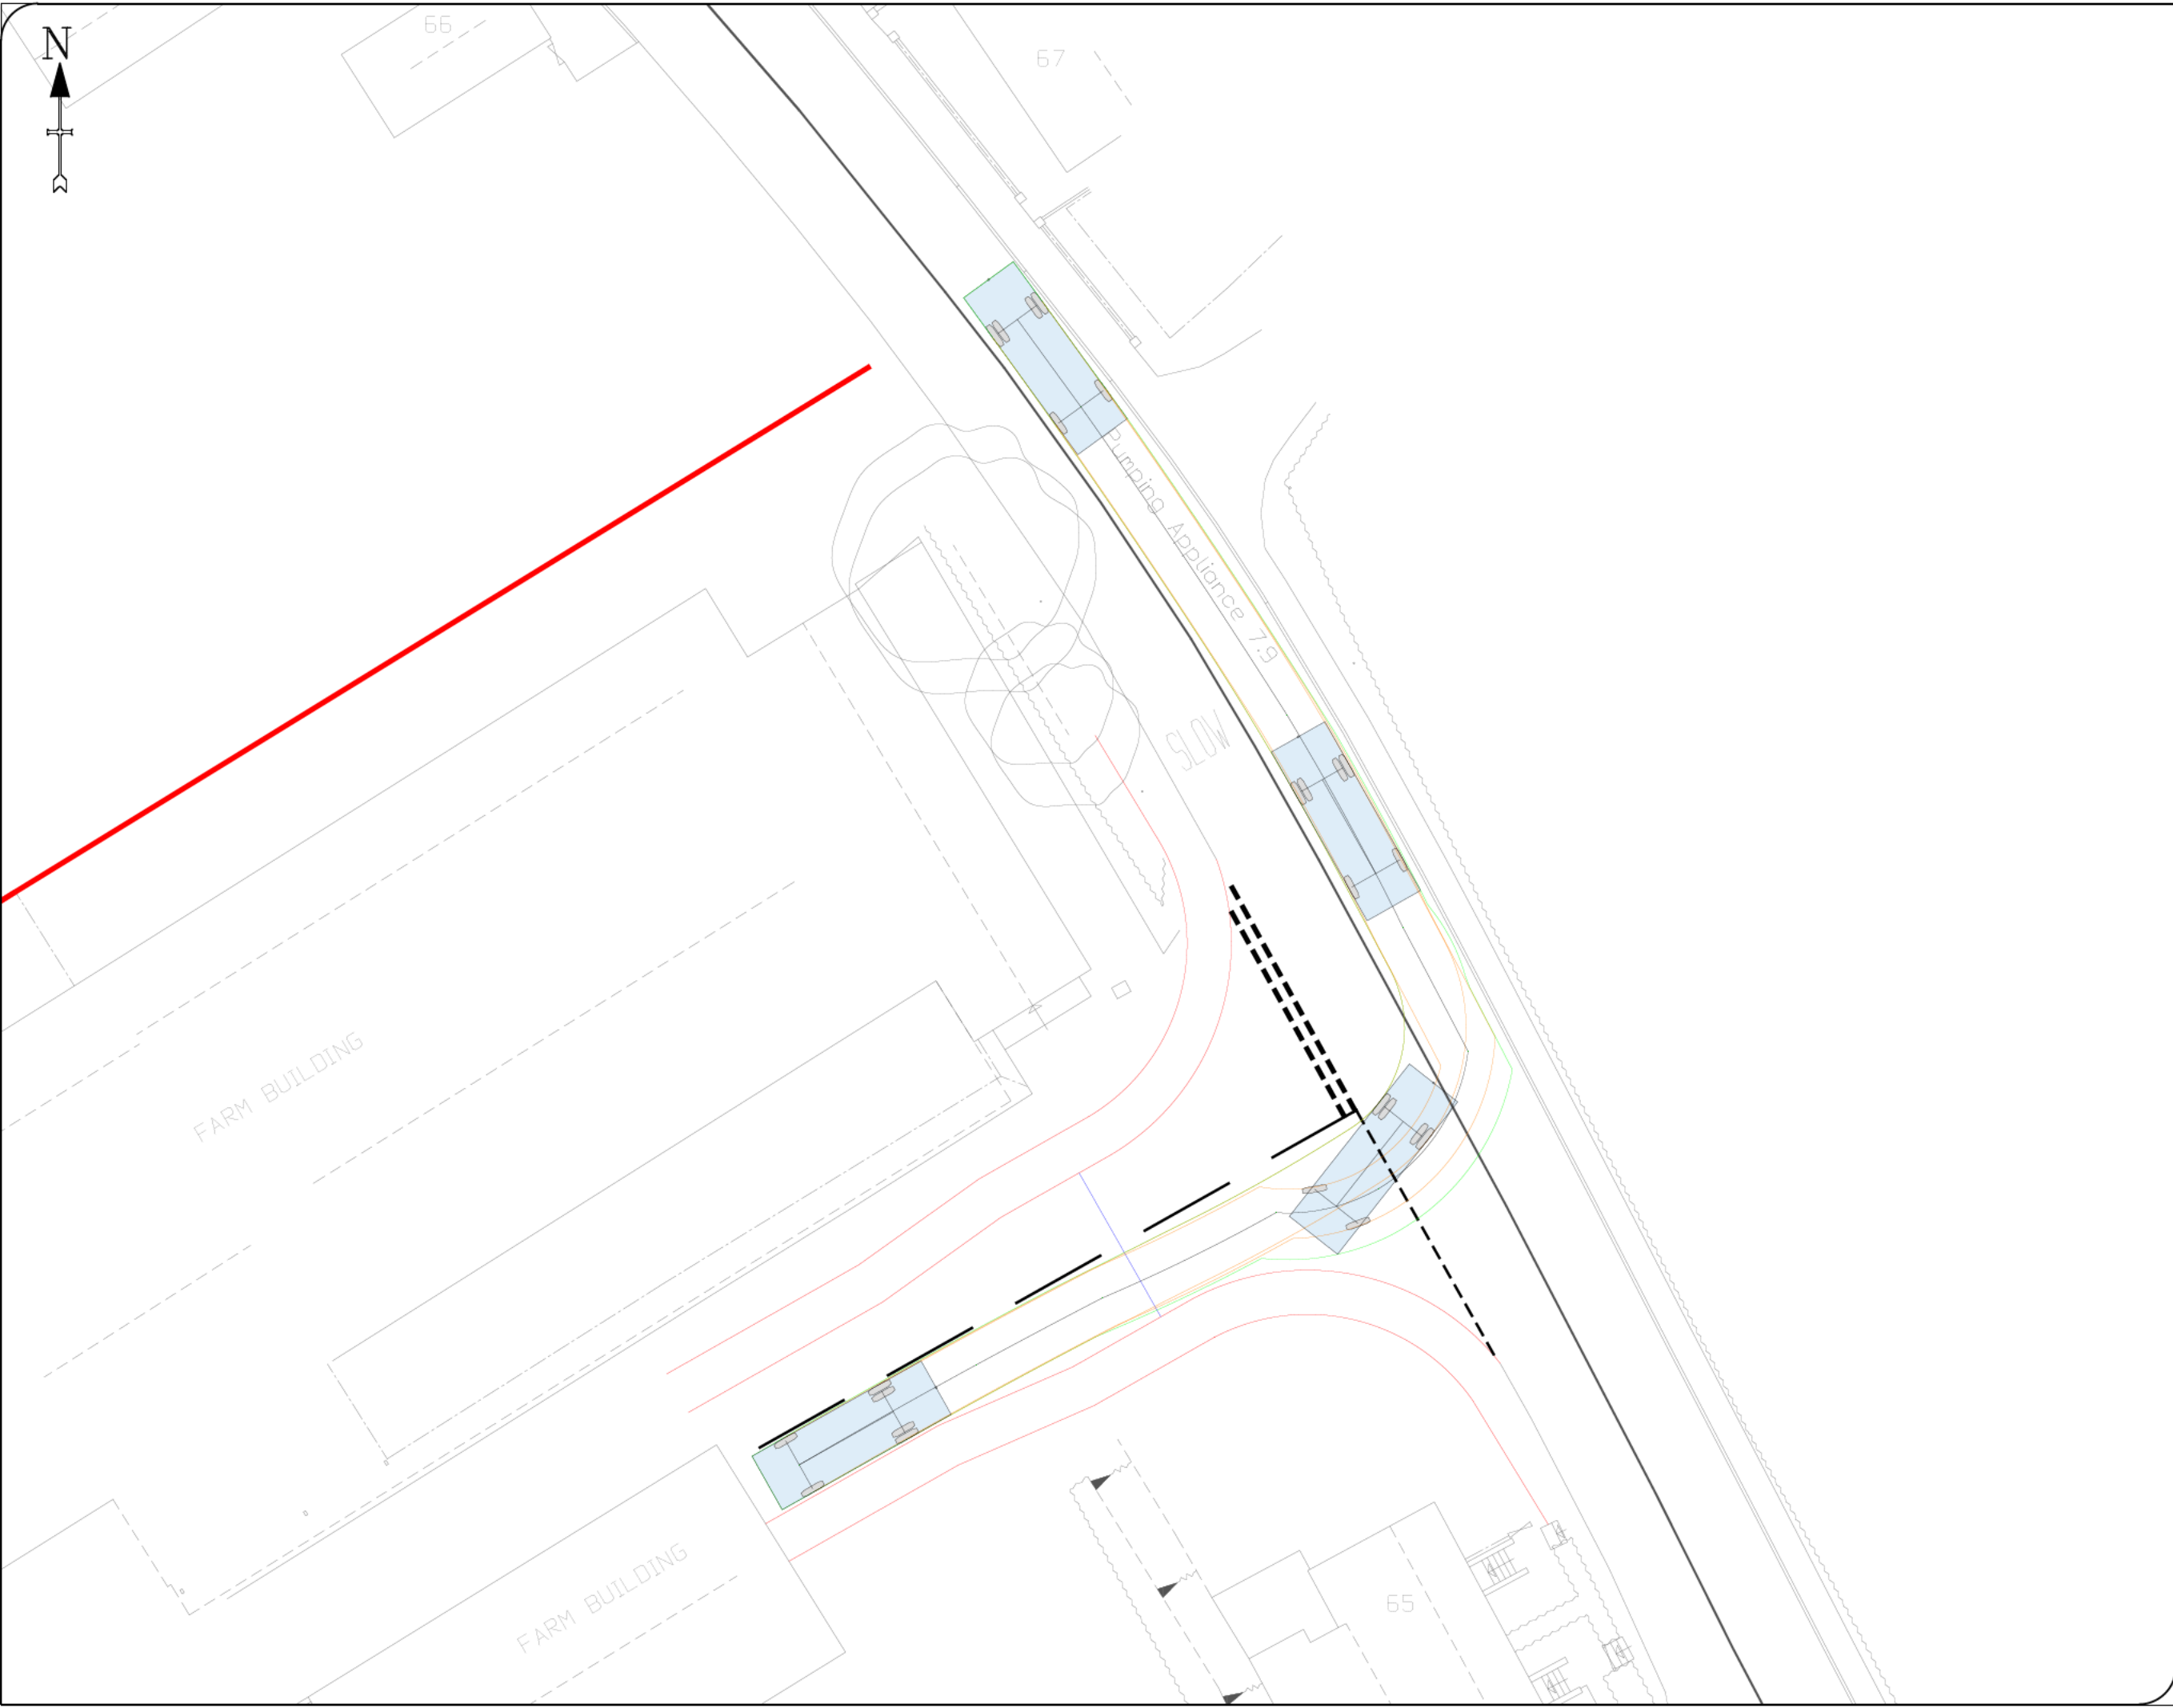 66
67
N
Pumping Appliance 7.9
SLOW
FARM BUILDING
FARM BUILDING
65